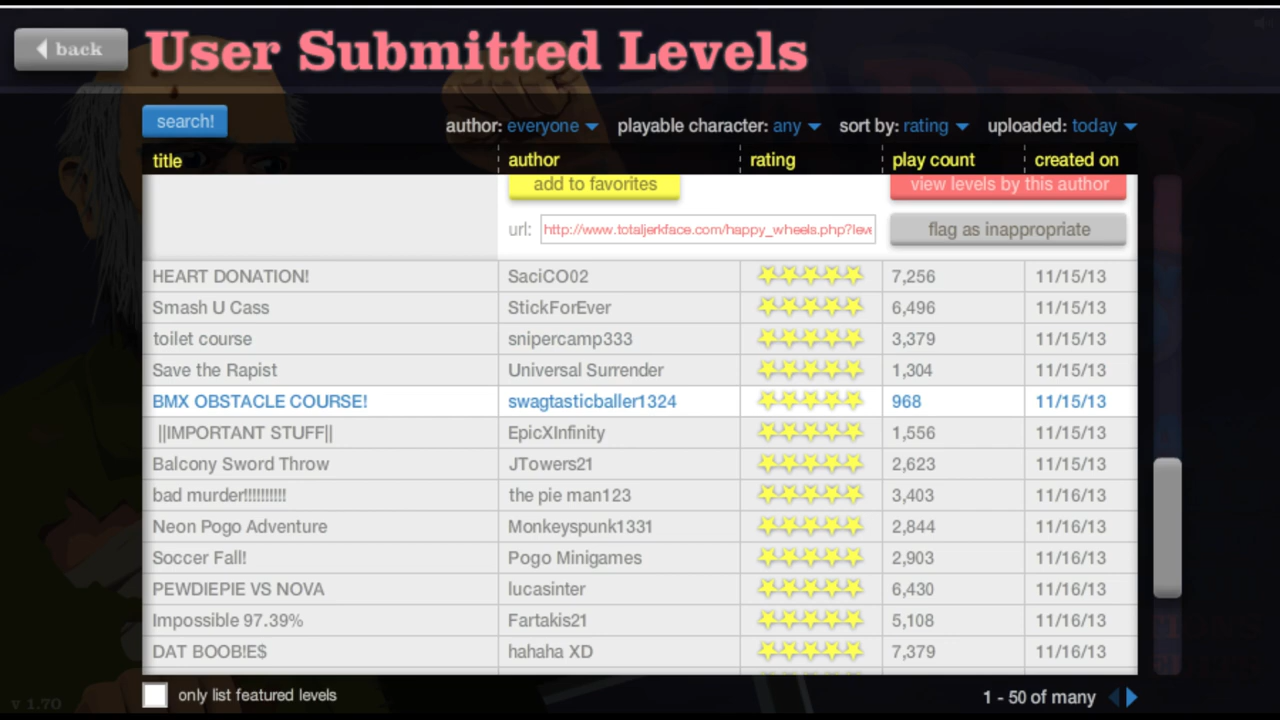 back
User Submitted Levels
search!
author: everyone playable character: any sort by: rating uploaded: today
title author rating play count created on
add to favorites view levels by this author
url: http://www.totaljerkface.com/happy_wheels.php?leve flag as inappropriate
HEART DONATION! SaciCO02 7,256 11/15/13
Smash U Cass StickForEver 6,496 11/15/13
toilet course snipercamp333 3,379 11/15/13
Save the Rapist Universal Surrender 1,304 11/15/13
BMX OBSTACLE COURSE! swagtasticballer1324 968 11/15/13
||IMPORTANT STUFF|| EpicXInfinity 1,556 11/15/13
Balcony Sword Throw JTowers21 2,623 11/15/13
bad murder!!!!!!!!!! the pie man123 3,403 11/16/13
Neon Pogo Adventure Monkeyspunk1331 2,844 11/16/13
Soccer Fall! Pogo Minigames 2,903 11/16/13
PEWDIEPIE VS NOVA lucasinter 6,430 11/16/13
Impossible 97.39% Fartakis21 5,108 11/16/13
DAT BOOB!E$ hahaha XD 7,379 11/16/13
only list featured levels 1 - 50 of many
v 1.70